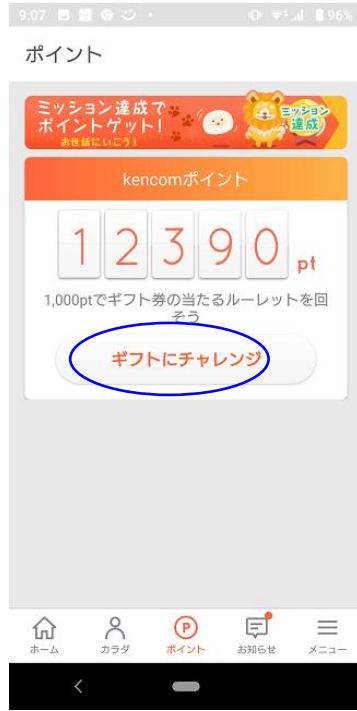 9:07
96%
ポイント
ミッション達成で
ポイントゲット!
お世話にいこう!
ミッション
達成
kencomポイント
12390 pt
1,000ptでギフト券の当たるルーレットを回
そう
ギフトにチャレンジ
P
ホーム
カラダ
ポイント
お知らせ
メニュー